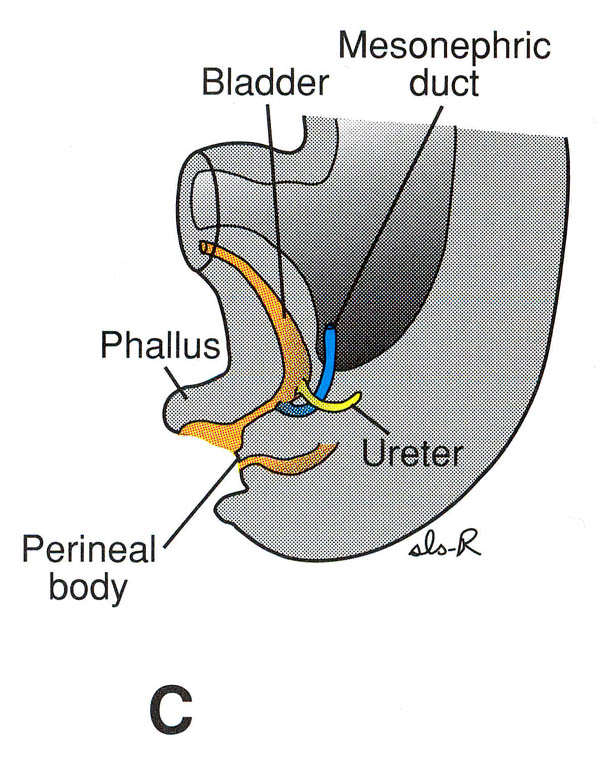 Mesonephric
duct
Bladder
Phallus
Ureter
Perineal
body
sls-R
C